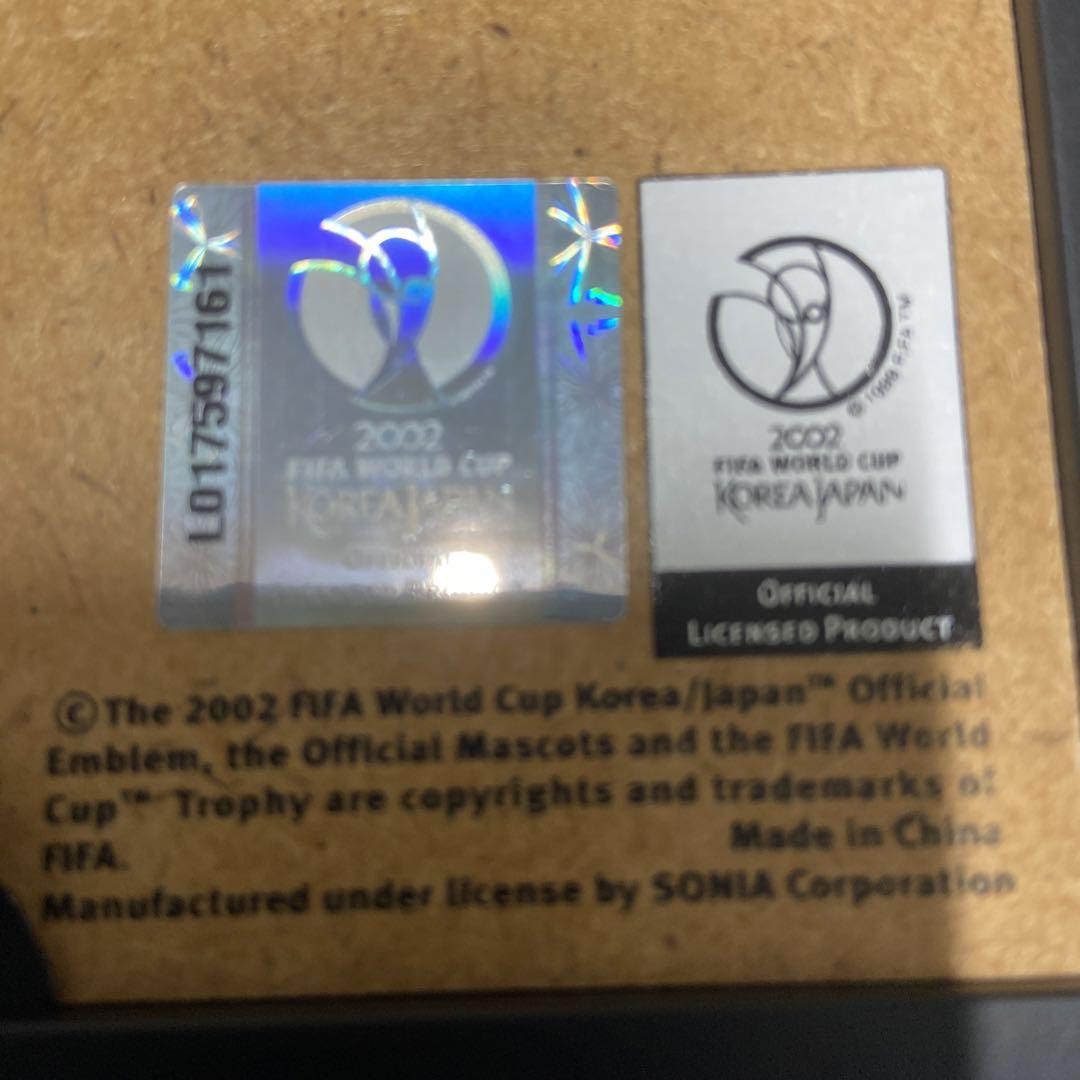 L017597161
2002
FIFA WORLD CUP
KOREA JAPAN
OFFICIAL
© 1999 FIFA TM
2002
FIFA WORLD CUP
KOREA JAPAN
OFFICIAL
LICENSED PRODUCT
©The 2002 FIFA World Cup Korea/Japan™ Official
Emblem, the Official Mascots and the FIFA World
Cup™ Trophy are copyrights and trademarks of
FIFA.
Made in China
Manufactured under license by SONIA Corporation